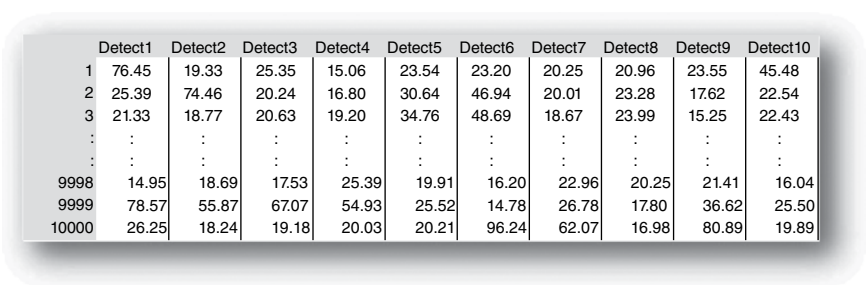 Detect1 Detect2 Detect3 Detect4 Detect5 Detect6 Detect7 Detect8 Detect9 Detect10
1 76.45 19.33 25.35 15.06 23.54 23.20 20.25 20.96 23.55 45.48
2 25.39 74.46 20.24 16.80 30.64 46.94 20.01 23.28 17.62 22.54
3 21.33 18.77 20.63 19.20 34.76 48.69 18.67 23.99 15.25 22.43
: : : : : : : : : : :
: : : : : : : : : : :
9998 14.95 18.69 17.53 25.39 19.91 16.20 22.96 20.25 21.41 16.04
9999 78.57 55.87 67.07 54.93 25.52 14.78 26.78 17.80 36.62 25.50
10000 26.25 18.24 19.18 20.03 20.21 96.24 62.07 16.98 80.89 19.89